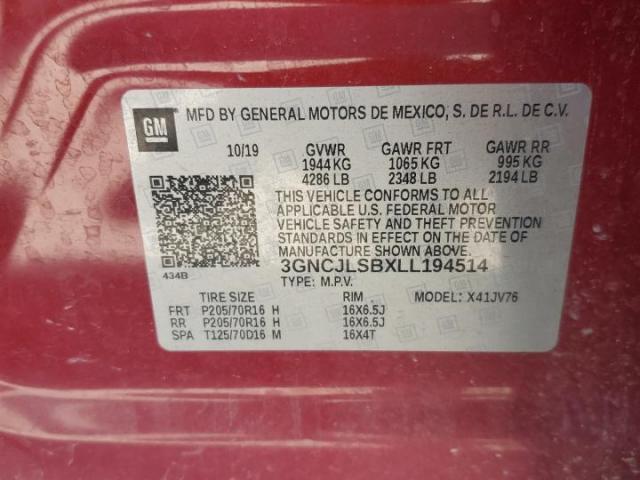 GM
MFD BY GENERAL MOTORS DE MEXICO, S. DE R.L. DE C.V.
10/19 GVWR GAWR FRT GAWR RR
1944 KG 1065 KG 995 KG
4286 LB 2348 LB 2194 LB
THIS VEHICLE CONFORMS TO ALL
APPLICABLE U.S. FEDERAL MOTOR
VEHICLE SAFETY AND THEFT PREVENTION
STANDARDS IN EFFECT ON THE DATE OF
MANUFACTURE SHOWN ABOVE.
3GNCJLSBXLL194514
434B
TYPE: M.P.V.
TIRE SIZE RIM MODEL: X41JV76
FRT P205/70R16 H 16X6.5J
RR P205/70R16 H 16X6.5J
SPA T125/70D16 M 16X4T